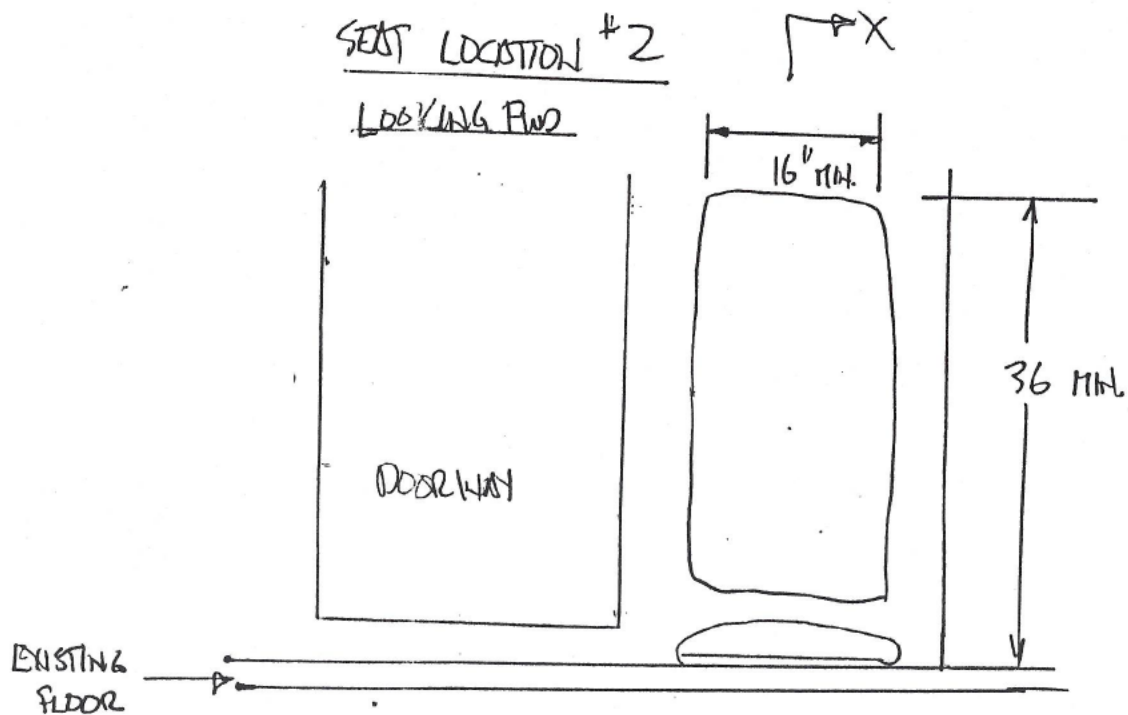 SEAT LOCATION #2
X
LOOKING FWD
16" MIN.
36 MIN.
DOORWAY
EXISTING
FLOOR